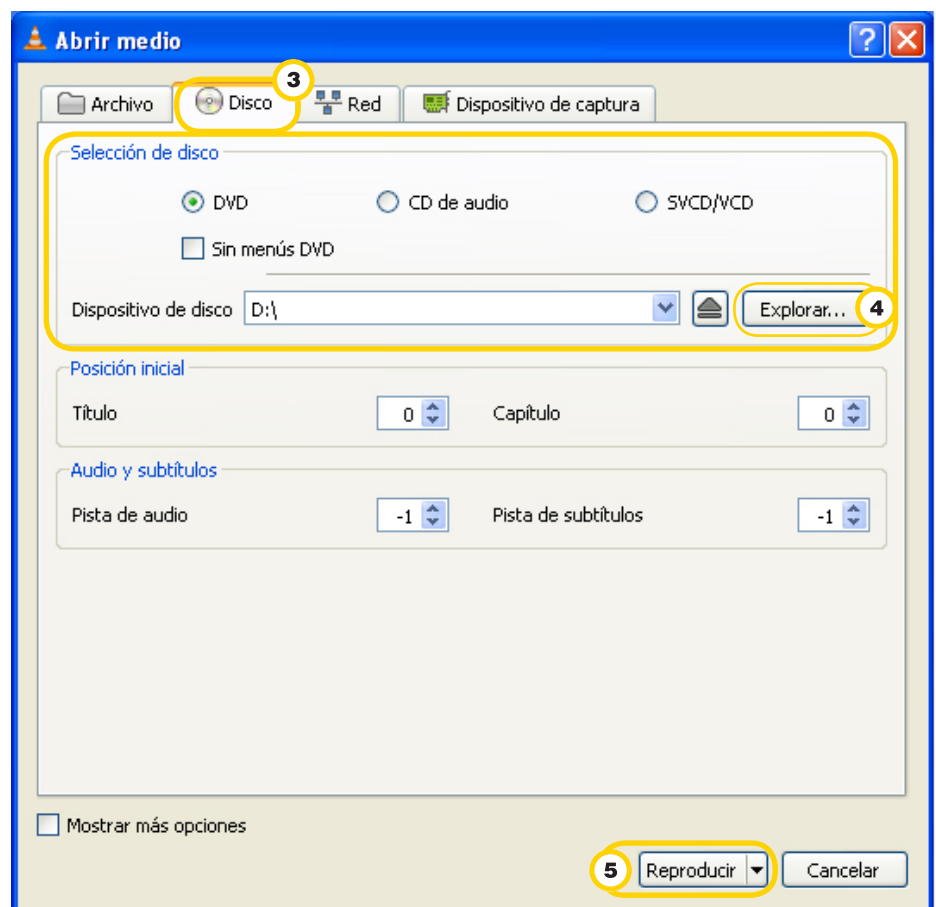 Abrir medio
?
3
Archivo Disco Red Dispositivo de captura
Selección de disco
DVD CD de audio SVCD/VCD
Sin menús DVD
Dispositivo de disco D:\ Explorar... 4
Posición inicial
Título 0 Capítulo 0
Audio y subtítulos
Pista de audio -1 Pista de subtítulos -1
Mostrar más opciones
5 Reproducir Cancelar